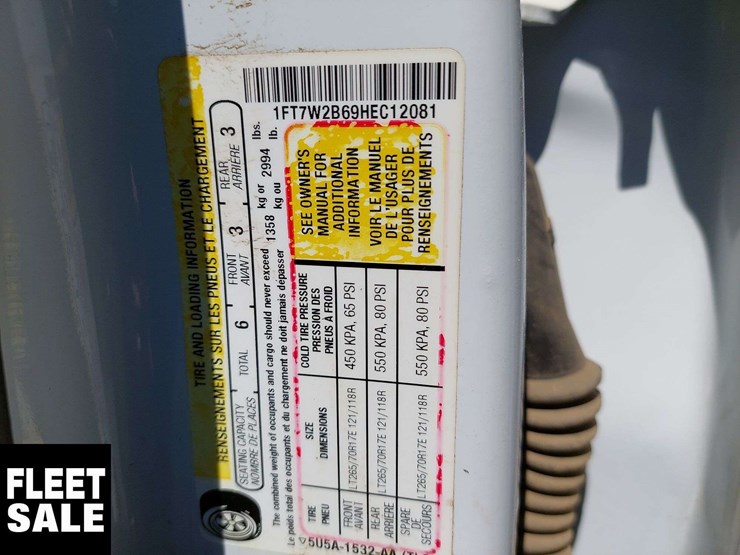 1FT7W2B69HEC12081
TIRE AND LOADING INFORMATION
RENSEIGNEMENTS SUR LES PNEUS ET LE CHARGEMENT
SEATING CAPACITY
NOMBRE DE PLACES
TOTAL 6
FRONT
AVANT 3
REAR
ARRIÈRE 3
The combined weight of occupants and cargo should never exceed
Le poids total des occupants et du chargement ne doit jamais dépasser
1358 kg or 2994 lbs.
kg ou lb.
TIRE
PNEU
SIZE
DIMENSIONS
COLD TIRE PRESSURE
PRESSION DES
PNEUS À FROID
FRONT
AVANT
LT265/70R17E 121/118R
450 KPA, 65 PSI
REAR
ARRIÈRE
LT265/70R17E 121/118R
550 KPA, 80 PSI
SPARE
DE
SECOURS
LT265/70R17E 121/118R
550 KPA, 80 PSI
SEE OWNER'S
MANUAL FOR
ADDITIONAL
INFORMATION
VOIR LE MANUEL
DE L'USAGER
POUR PLUS DE
RENSEIGNEMENTS
5U5A-1532-AA
FLEET
SALE